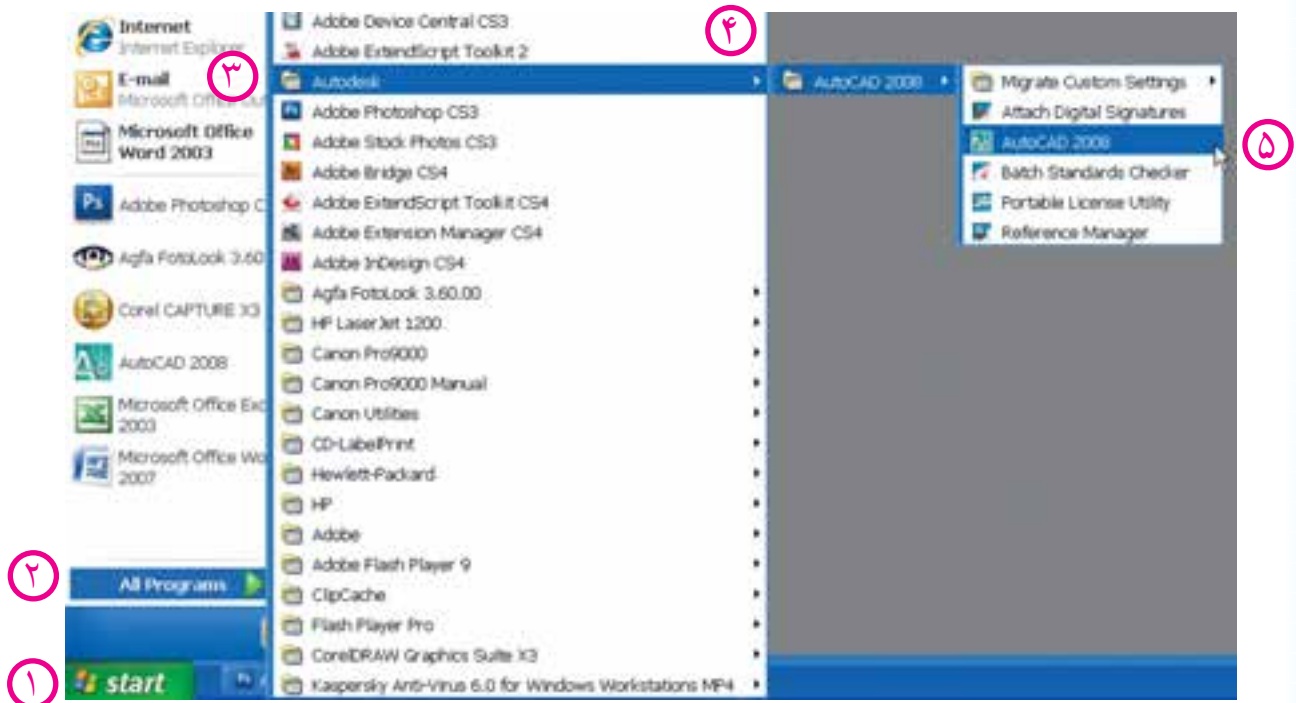 Internet
Internet Explorer
E-mail
Microsoft Office Out
Microsoft Office
Word 2003
Adobe Photoshop C
Agfa FotoLook 3.60
Corel CAPTURE X3
AutoCAD 2008
Microsoft Office Exc
2003
Microsoft Office Wo
2007
۲
All Programs
۱
start
۳
۴
Adobe Device Central CS3
Adobe ExtendScript Toolkit 2
Autodesk
Adobe Photoshop CS3
Adobe Stock Photos CS3
Adobe Bridge CS4
Adobe ExtendScript Toolkit CS4
Adobe Extension Manager CS4
Adobe InDesign CS4
Agfa FotoLook 3.60.00
HP LaserJet 1200
Canon Pro9000
Canon Pro9000 Manual
Canon Utilities
CD-LabelPrint
Hewlett-Packard
HP
Adobe
Adobe Flash Player 9
ClipCache
Flash Player Pro
CorelDRAW Graphics Suite X3
Kaspersky Anti-Virus 6.0 for Windows Workstations MP4
AutoCAD 2008
Migrate Custom Settings
Attach Digital Signatures
AutoCAD 2008
Batch Standards Checker
Portable License Utility
Reference Manager
۵